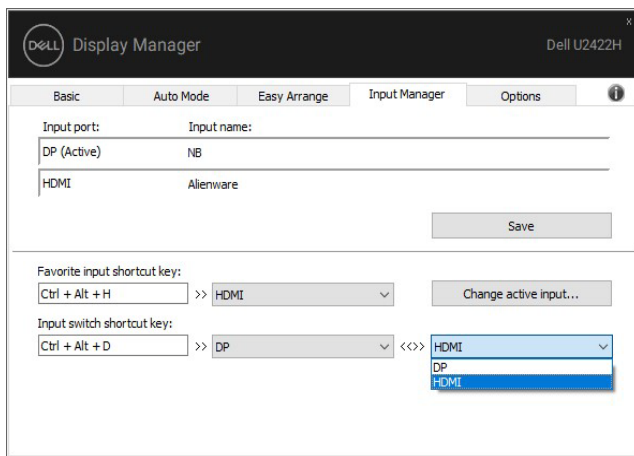 x
DELL Display Manager Dell U2422H
Basic Auto Mode Easy Arrange Input Manager Options i
Input port: Input name:
DP (Active) NB
HDMI Alienware
Save
Favorite input shortcut key:
Ctrl + Alt + H >> HDMI Change active input...
Input switch shortcut key:
Ctrl + Alt + D >> DP <<>> HDMI
DP
HDMI